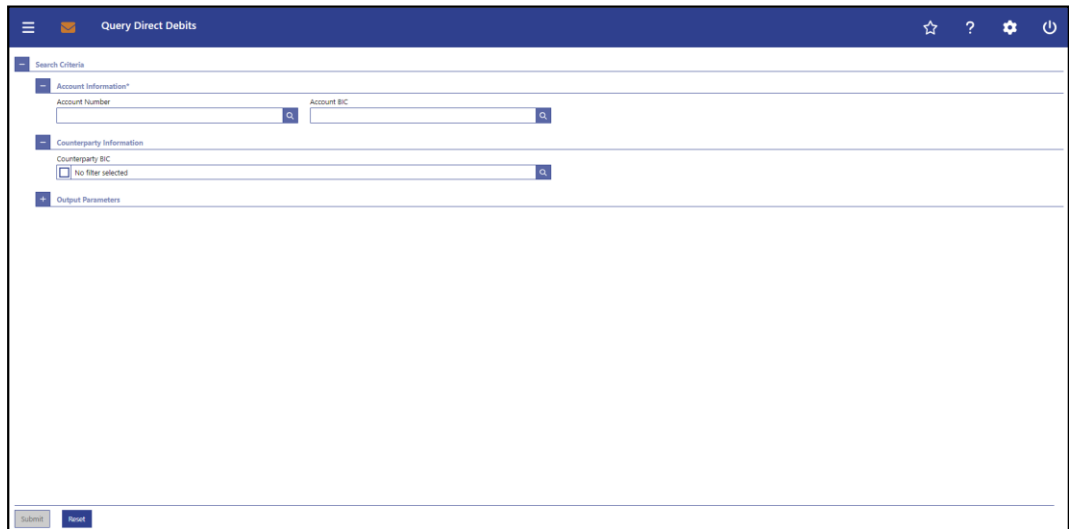 Query Direct Debits
?
Search Criteria
Account Information*
Account Number Account BIC
Counterparty Information
Counterparty BIC
No filter selected
Output Parameters
Submit Reset